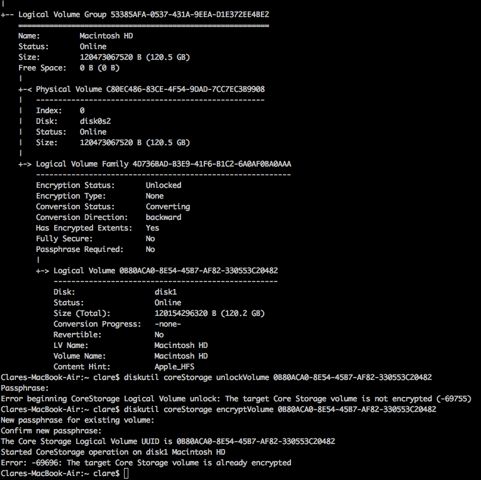 |
+-- Logical Volume Group 53385AFA-0537-431A-9EEA-D1E372EE48E2
=========================================================
Name: Macintosh HD
Status: Online
Size: 120473067520 B (120.5 GB)
Free Space: 0 B (0 B)
|
+-< Physical Volume C80EC486-83CE-4F54-9DAD-7CC7EC3B9908
| ----------------------------------------------------
| Index: 0
| Disk: disk0s2
| Status: Online
| Size: 120473067520 B (120.5 GB)
|
+-> Logical Volume Family 4D736BAD-B3E9-41F6-B1C2-6A0AF0BA0AAA
----------------------------------------------------------
Encryption Status: Unlocked
Encryption Type: None
Conversion Status: Converting
Conversion Direction: backward
Has Encrypted Extents: Yes
Fully Secure: No
Passphrase Required: No
|
+-> Logical Volume 0B80ACA0-8E54-45B7-AF82-330553C20482
---------------------------------------------------
Disk: disk1
Status: Online
Size (Total): 120154296320 B (120.2 GB)
Conversion Progress: -none-
Revertible: No
LV Name: Macintosh HD
Volume Name: Macintosh HD
Content Hint: Apple_HFS
Clares-MacBook-Air:~ clare$ diskutil coreStorage unlockVolume 0B80ACA0-8E54-45B7-AF82-330553C20482
Passphrase:
Error beginning CoreStorage Logical Volume unlock: The target Core Storage volume is not encrypted (-69755)
Clares-MacBook-Air:~ clare$ diskutil coreStorage encryptVolume 0B80ACA0-8E54-45B7-AF82-330553C20482
New passphrase for existing volume:
Confirm new passphrase:
The Core Storage Logical Volume UUID is 0B80ACA0-8E54-45B7-AF82-330553C20482
Started CoreStorage operation on disk1 Macintosh HD
Error: -69696: The target Core Storage volume is already encrypted
Clares-MacBook-Air:~ clare$